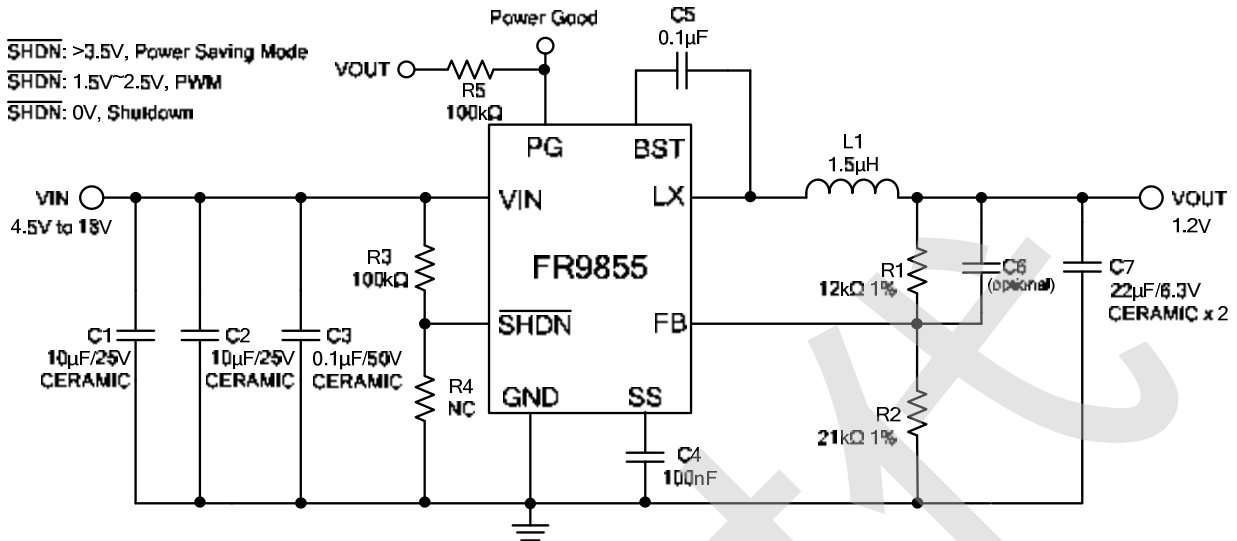 Power Good
C5
0.1µF
SHDN: >3.5V, Power Saving Mode
SHDN: 1.5V~2.5V, PWM
SHDN: 0V, Shutdown
VOUT
R5
100kΩ
PG
BST
L1
1.5µH
VIN
4.5V to 18V
VIN
LX
VOUT
1.2V
R3
100kΩ
FR9855
R1
12kΩ 1%
C6
(optional)
C7
22µF/6.3V
CERAMIC x 2
C1
10µF/25V
CERAMIC
C2
10µF/25V
CERAMIC
C3
0.1µF/50V
CERAMIC
SHDN
FB
R4
NC
GND
SS
R2
21kΩ 1%
C4
100nF